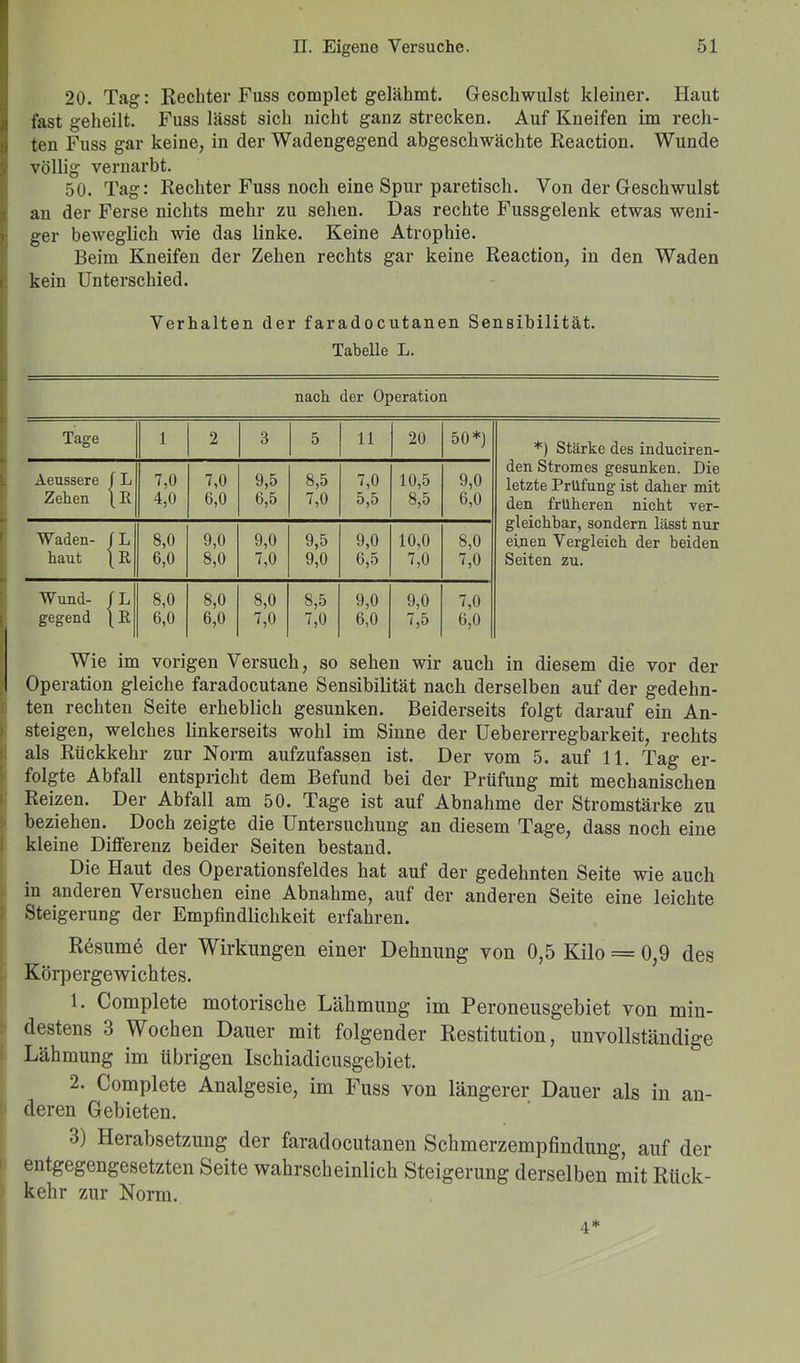 II. Eigene Versuche. 51
20. Tag: Rechter Fuss complet gelähmt. Geschwulst kleiner. Haut
fast geheilt. Fuss lässt sich nicht ganz strecken. Auf Kneifen im rech-
ten Fuss gar keine, in der Wadengegend abgeschwächte Reaction. Wunde
völlig vernarbt.
50. Tag: Rechter Fuss noch eine Spur paretisch. Von der Geschwulst
an der Ferse nichts mehr zu sehen. Das rechte Fussgelenk etwas weni-
ger beweglich wie das linke. Keine Atrophie.
Beim Kneifen der Zehen rechts gar keine Reaction, in den Waden
kein Unterschied.
Verhalten der faradocutanen Sensibilität.
Tabelle L.
nach der Operation
Tage 1 2 3 5 11 20 50*)
Aeussere { L 7,0 7,0 9,5 8,5 7,0 10,5 9,0
Zehen { R 4,0 6,0 6,5 7,0 5,5 8,5 6,0
Waden- { L 8,0 9,0 9,0 9,5 9,0 10,0 8,0
haut { R 6,0 8,0 7,0 9,0 6,5 7,0 7,0
Wund- { L 8,0 8,0 8,0 8,5 9,0 9,0 7,0
gegend { R 6,0 6,0 7,0 7,0 6,0 7,5 6,0
*) Stärke des induciren-
den Stromes gesunken. Die
letzte Prüfung ist daher mit
den früheren nicht ver-
gleichbar, sondern lässt nur
einen Vergleich der beiden
Seiten zu.
Wie im vorigen Versuch, so sehen wir auch in diesem die vor der
Operation gleiche faradocutane Sensibilität nach derselben auf der gedehn-
ten rechten Seite erheblich gesunken. Beiderseits folgt darauf ein An-
steigen, welches linkerseits wohl im Sinne der Uebererregbarkeit, rechts
als Rückkehr zur Norm aufzufassen ist. Der vom 5. auf 11. Tag er-
folgte Abfall entspricht dem Befund bei der Prüfung mit mechanischen
Reizen. Der Abfall am 50. Tage ist auf Abnahme der Stromstärke zu
beziehen. Doch zeigte die Untersuchung an diesem Tage, dass noch eine
kleine Differenz beider Seiten bestand.
Die Haut des Operationsfeldes hat auf der gedehnten Seite wie auch
in anderen Versuchen eine Abnahme, auf der anderen Seite eine leichte
Steigerung der Empfindlichkeit erfahren.
Résumé der Wirkungen einer Dehnung von 0,5 Kilo = 0,9 des
Körpergewichtes.
1. Complete motorische Lähmung im Peroneusgebiet von min-
destens 3 Wochen Dauer mit folgender Restitution, unvollständige
Lähmung im übrigen Ischiadicusgebiet.
2. Complete Analgesie, im Fuss von längerer Dauer als in an-
deren Gebieten.
3) Herabsetzung der faradocutanen Schmerzempfindung, auf der
entgegengesetzten Seite wahrscheinlich Steigerung derselben mit Rück-
kehr zur Norm.
4*